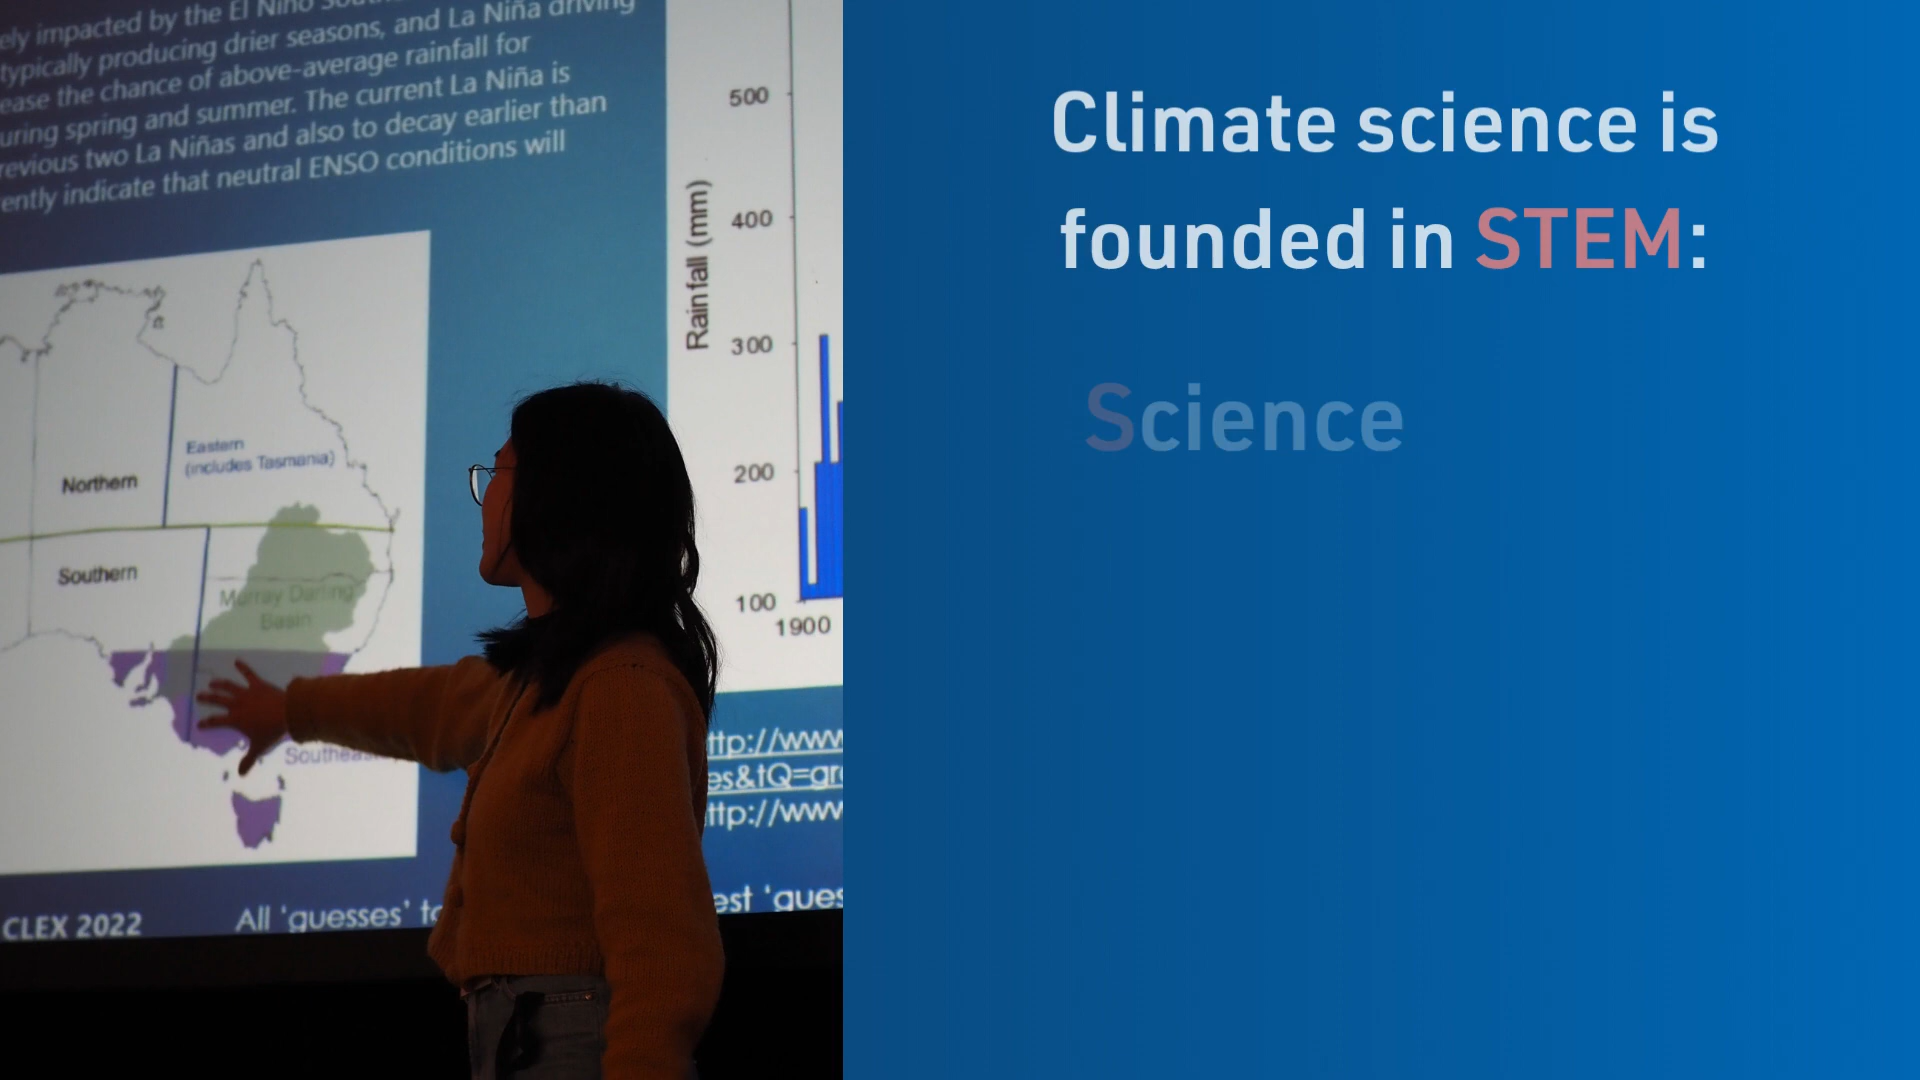 ely impacted by the El Niño
typically producing drier seasons, and La Niña driving
ease the chance of above-average rainfall for
uring spring and summer. The current La Niña is
revious two La Niñas and also to decay earlier than
ently indicate that neutral ENSO conditions will
Eastern
(includes Tasmania)
Northern
Southern
Murray Darling
Basin
Southeas
500
400
300
200
100
1900
Rainfall (mm)
ttp://www
es&tQ=gr
ttp://www
CLEX 2022
All 'guesses' to
est 'gues
Climate science is
founded in STEM:
Science